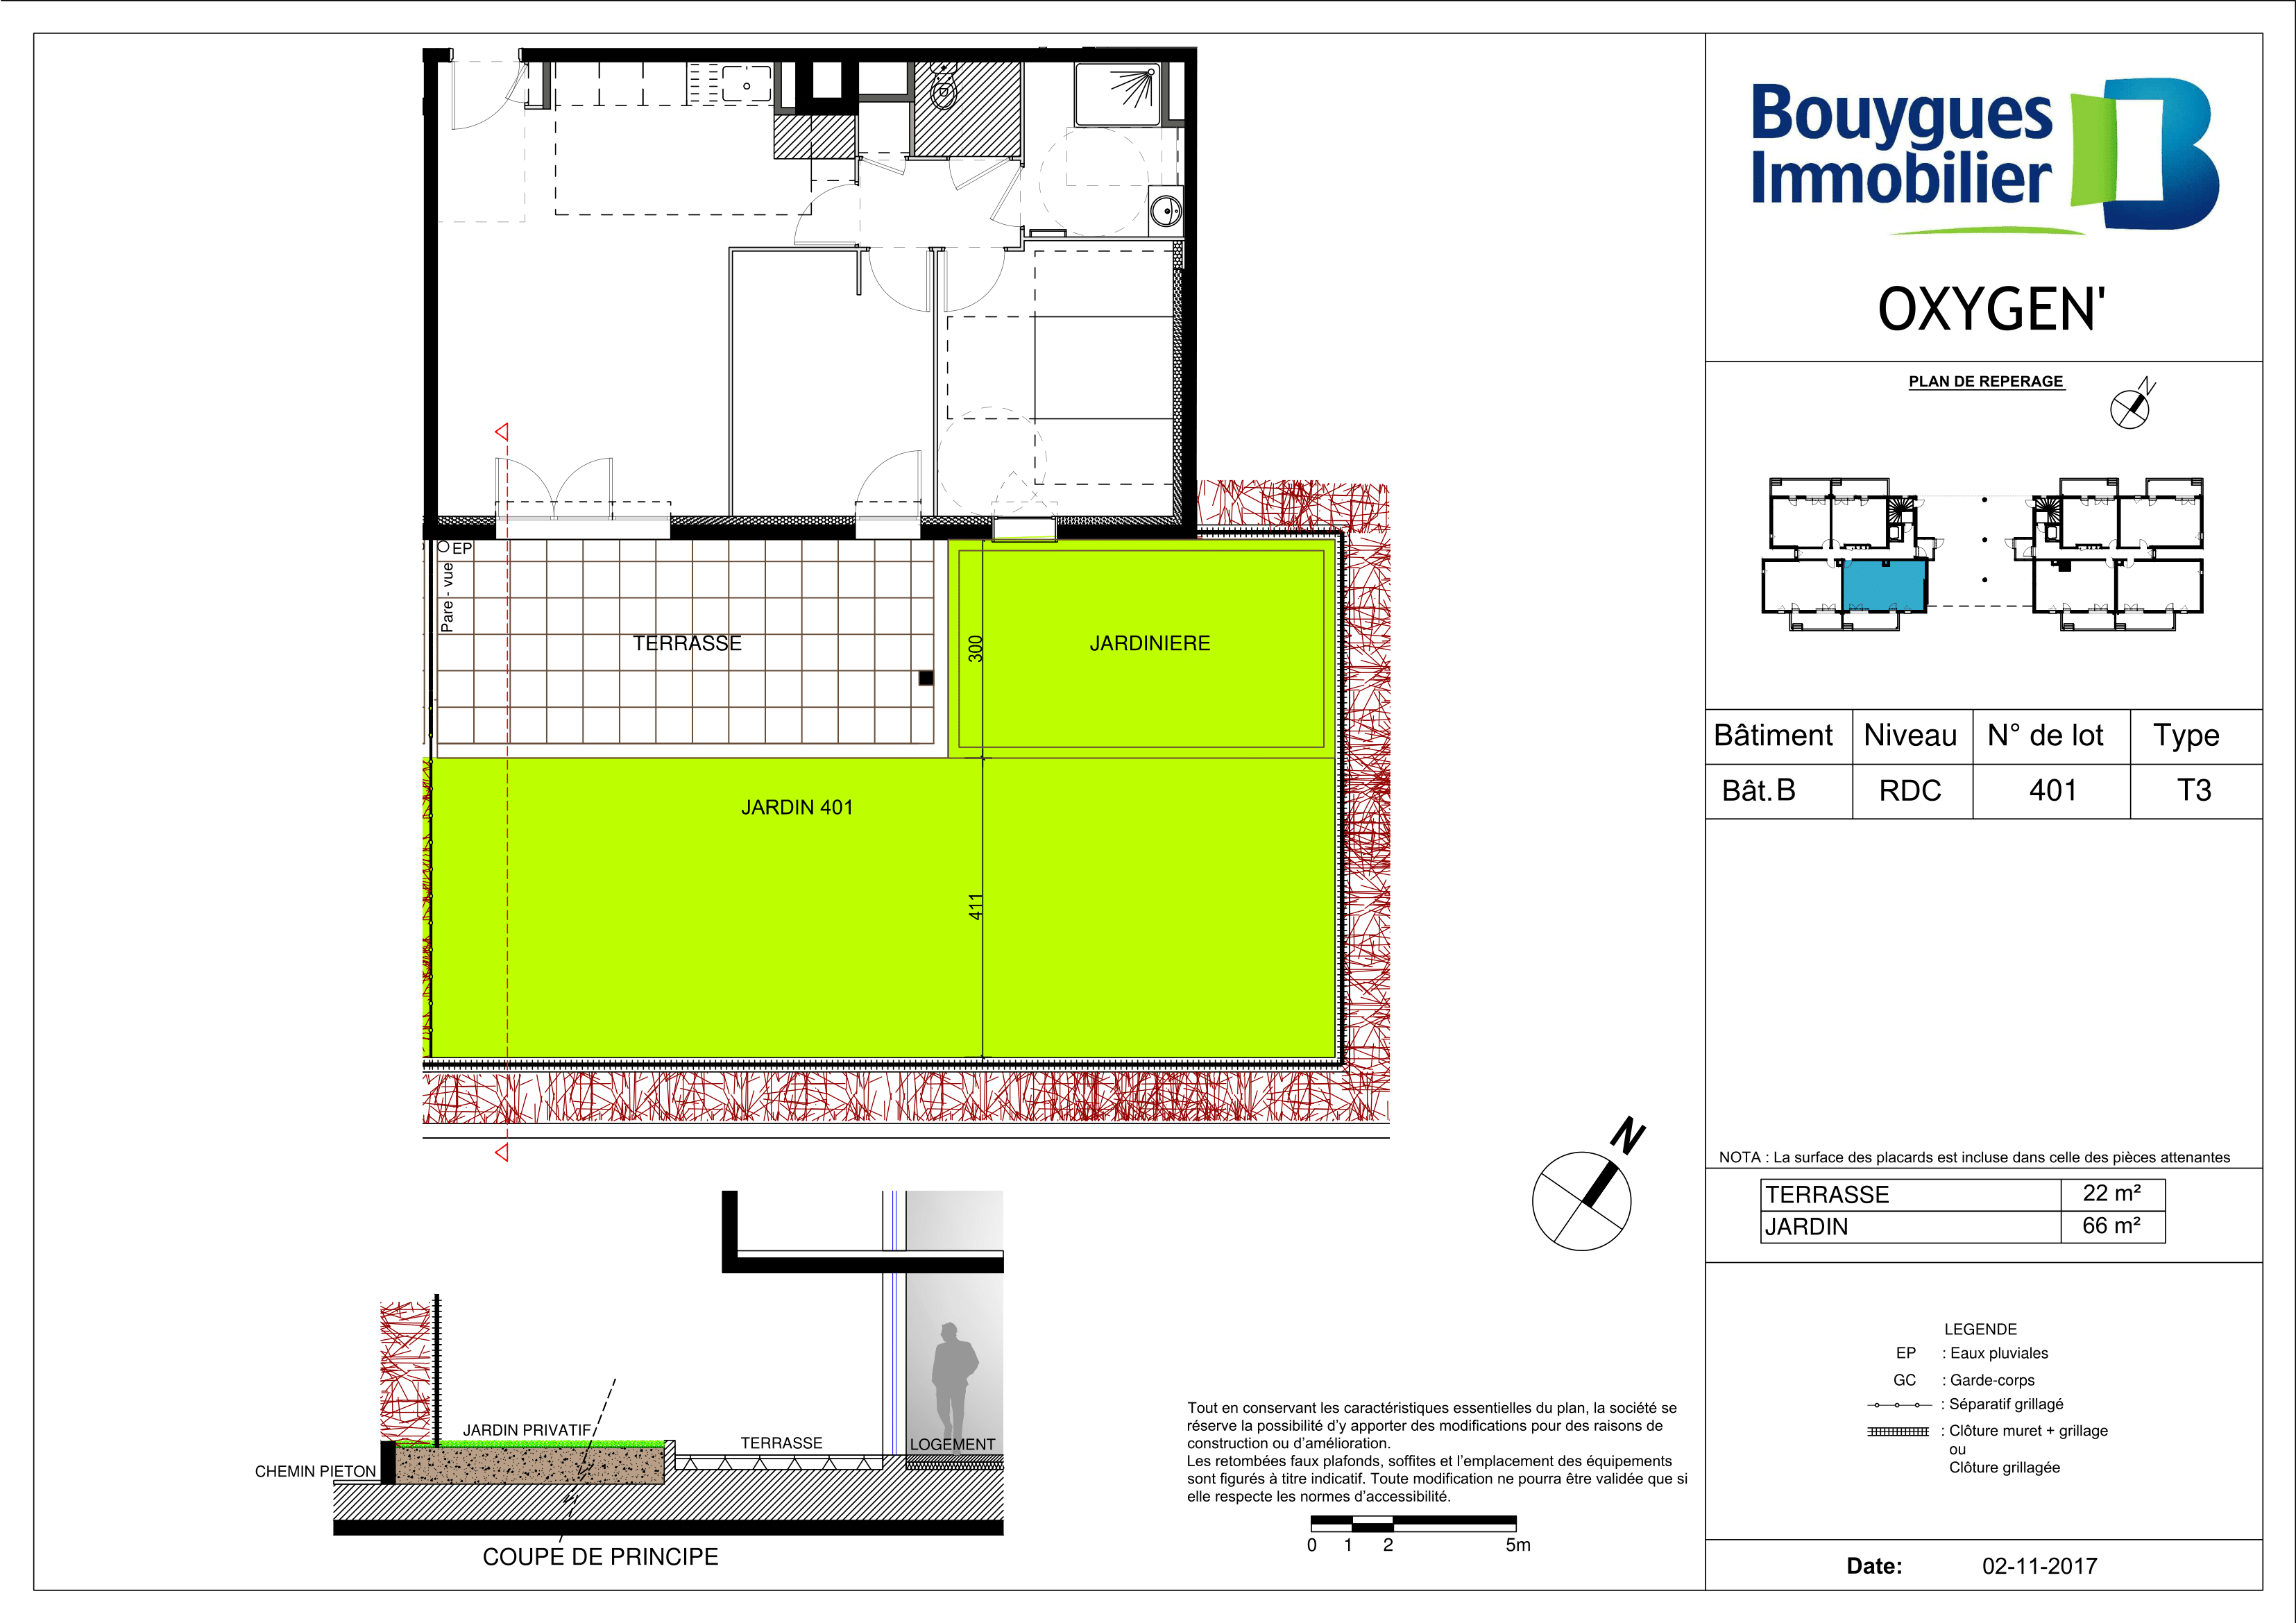 Bouygues
Immobilier
OXYGEN'
PLAN DE REPERAGE
N
Bâtiment Niveau N° de lot Type
Bât.B RDC 401 T3
EP
Pare - vue
TERRASSE
300
JARDINIERE
JARDIN 401
411
N
NOTA : La surface des placards est incluse dans celle des pièces attenantes
TERRASSE 22 m²
JARDIN 66 m²
LEGENDE
EP : Eaux pluviales
GC : Garde-corps
: Séparatif grillagé
: Clôture muret + grillage
ou
Clôture grillagée
JARDIN PRIVATIF
TERRASSE
LOGEMENT
CHEMIN PIETON
COUPE DE PRINCIPE
Tout en conservant les caractéristiques essentielles du plan, la société se
réserve la possibilité d'y apporter des modifications pour des raisons de
construction ou d'amélioration.
Les retombées faux plafonds, soffites et l'emplacement des équipements
sont figurés à titre indicatif. Toute modification ne pourra être validée que si
elle respecte les normes d'accessibilité.
0 1 2 5m
Date: 02-11-2017